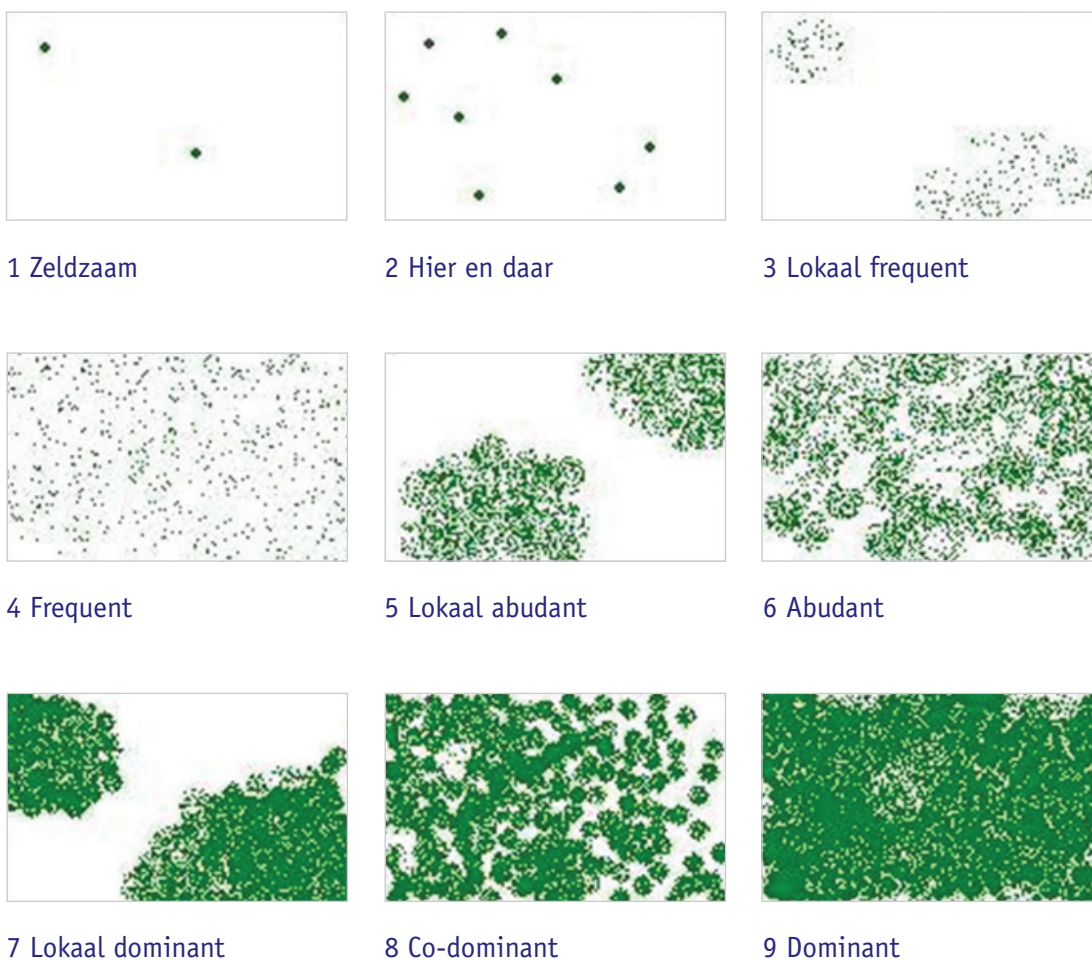 1 Zeldzaam
2 Hier en daar
3 Lokaal frequent
4 Frequent
5 Lokaal abudant
6 Abudant
7 Lokaal dominant
8 Co-dominant
9 Dominant